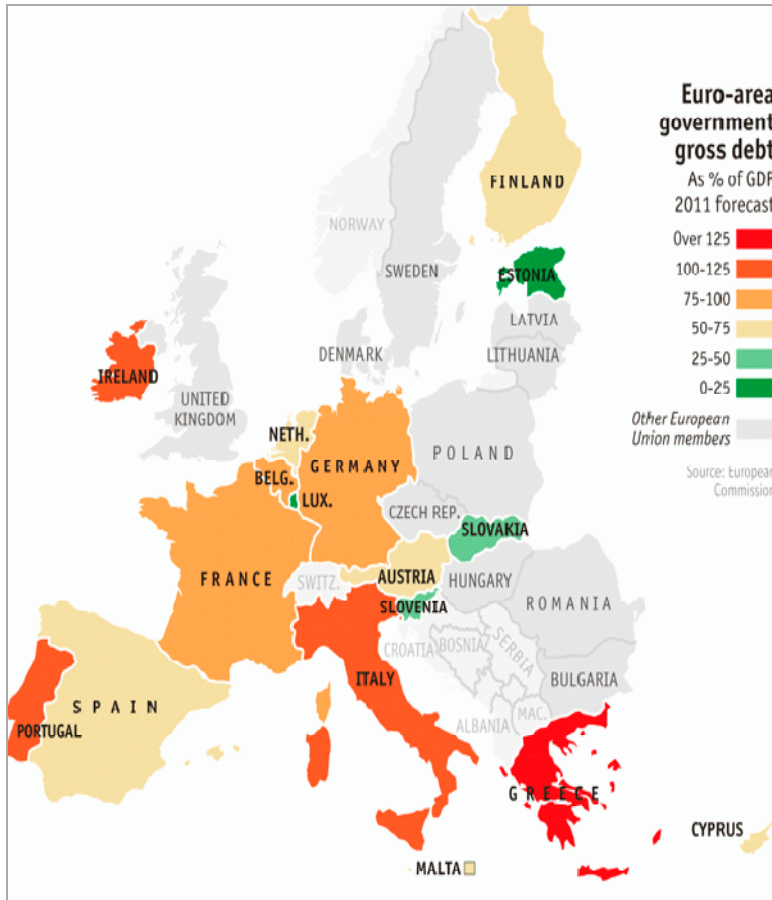 Euro-area
government
gross debt
As % of GDP
2011 forecast
Over 125
100-125
75-100
50-75
25-50
0-25
Other European
Union members
Source: European
Commission
FINLAND
NORWAY
SWEDEN
ESTONIA
LATVIA
LITHUANIA
DENMARK
IRELAND
UNITED
KINGDOM
NETH.
GERMANY
POLAND
BELG.
LUX.
CZECH REP.
SLOVAKIA
FRANCE
SWITZ.
AUSTRIA
HUNGARY
SLOVENIA
ROMANIA
CROATIA
BOSNIA
SERBIA
ITALY
BULGARIA
SPAIN
PORTUGAL
ALBANIA
MAC.
GREECE
CYPRUS
MALTA